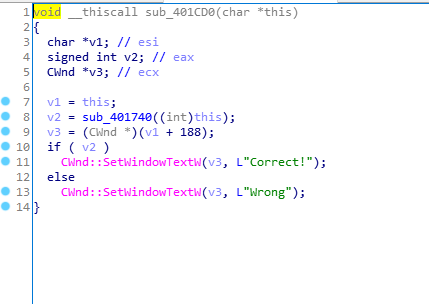 1 void __thiscall sub_401CD0(char *this)
2 {
3 char *v1; // esi
4 signed int v2; // eax
5 CWnd *v3; // ecx
6
7 v1 = this;
8 v2 = sub_401740((int)this);
9 v3 = (CWnd *)(v1 + 188);
10 if ( v2 )
11 CWnd::SetWindowTextW(v3, L"Correct!");
12 else
13 CWnd::SetWindowTextW(v3, L"Wrong");
14 }